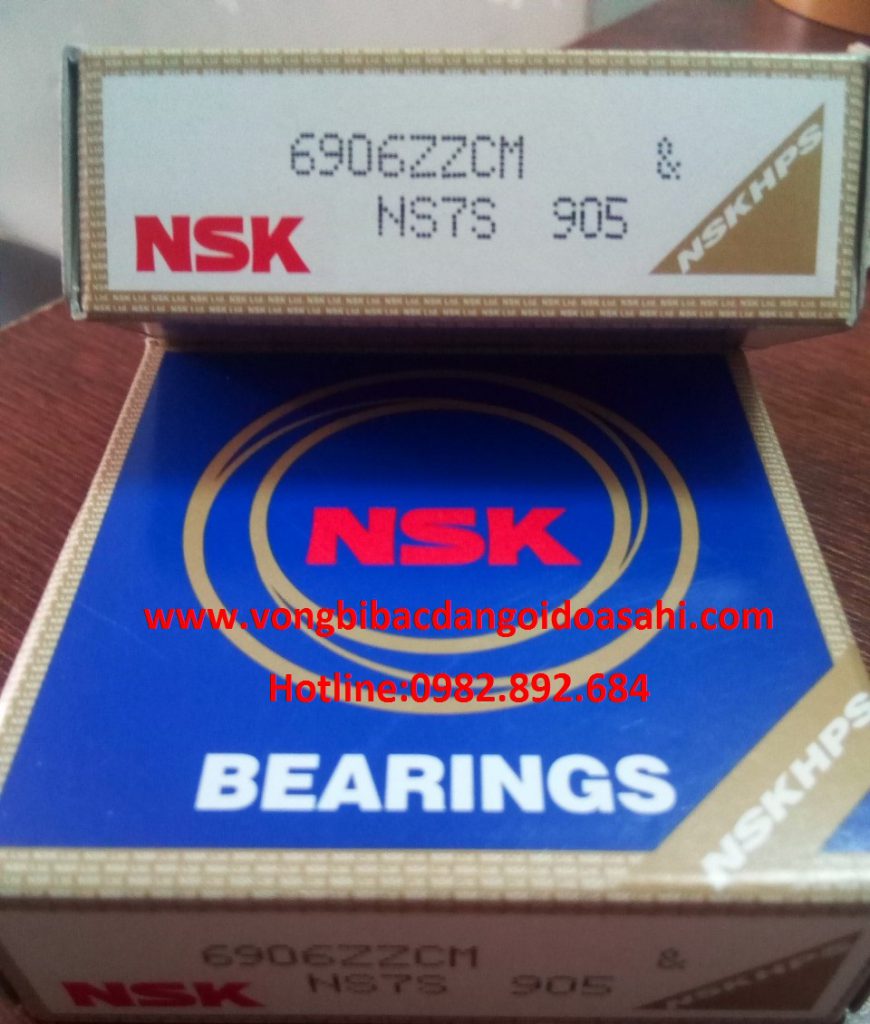 6906ZZCM &
NS7S 905
NSK
NSKHPS
NSK
www.vongbibacdangoidoasahi.com
Hotline:0982.892.684
BEARINGS
NSKHPS
6906ZZCM &
NS7S 905
NSK
NSKHPS